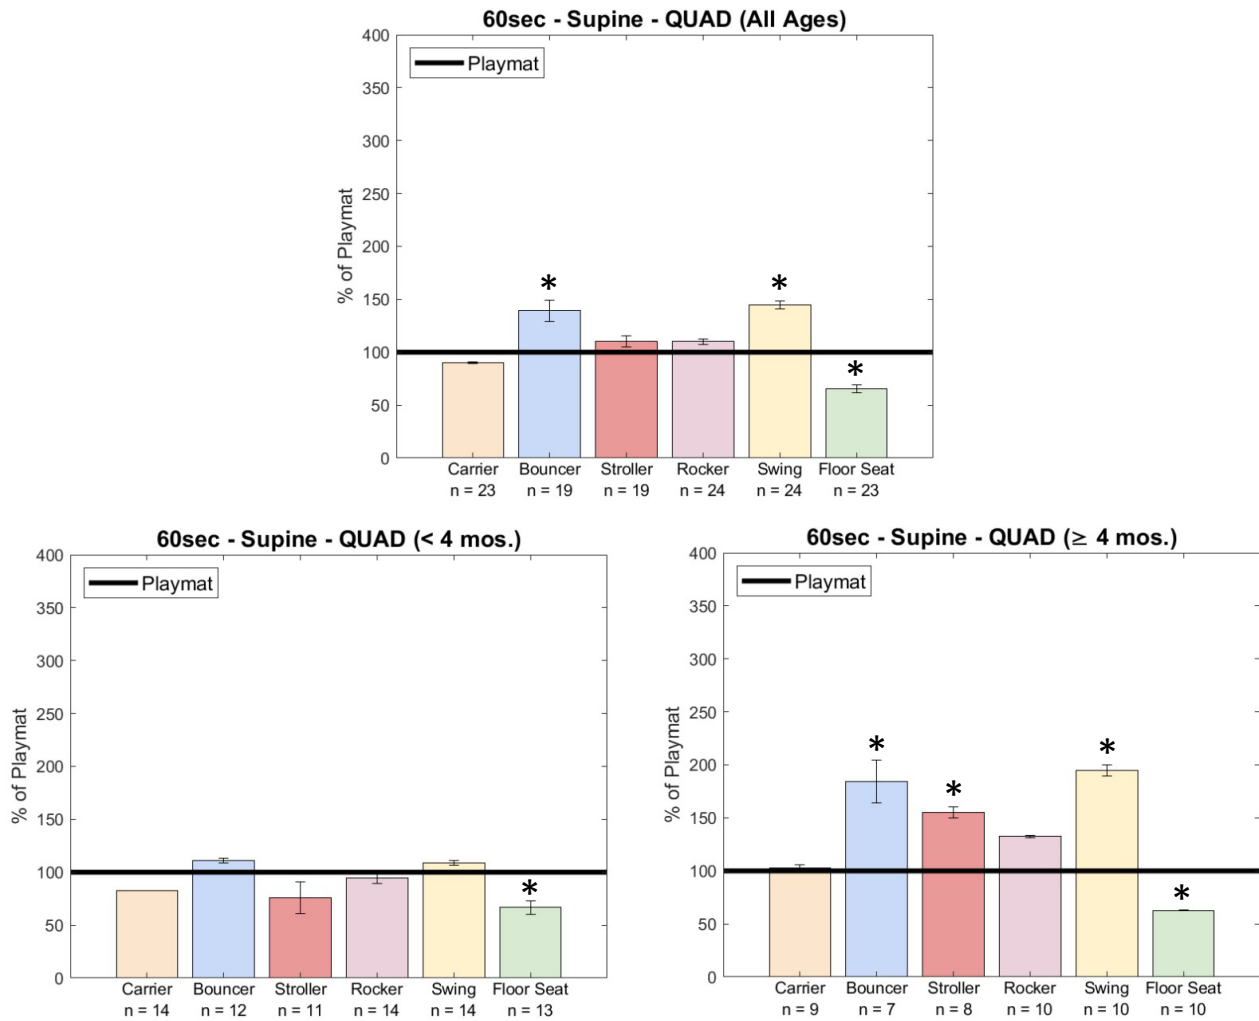 60sec - Supine - QUAD (All Ages)
400
Playmat
350
300
250
200
150
100
50
0
% of Playmat
* * *
Carrier Bouncer Stroller Rocker Swing Floor Seat
n = 23 n = 19 n = 19 n = 24 n = 24 n = 23
60sec - Supine - QUAD (< 4 mos.)
400
Playmat
350
300
250
200
150
100
50
0
% of Playmat
*
Carrier Bouncer Stroller Rocker Swing Floor Seat
n = 14 n = 12 n = 11 n = 14 n = 14 n = 13
60sec - Supine - QUAD (≥ 4 mos.)
400
Playmat
350
300
250
200
150
100
50
0
% of Playmat
* * * *
Carrier Bouncer Stroller Rocker Swing Floor Seat
n = 9 n = 7 n = 8 n = 10 n = 10 n = 10